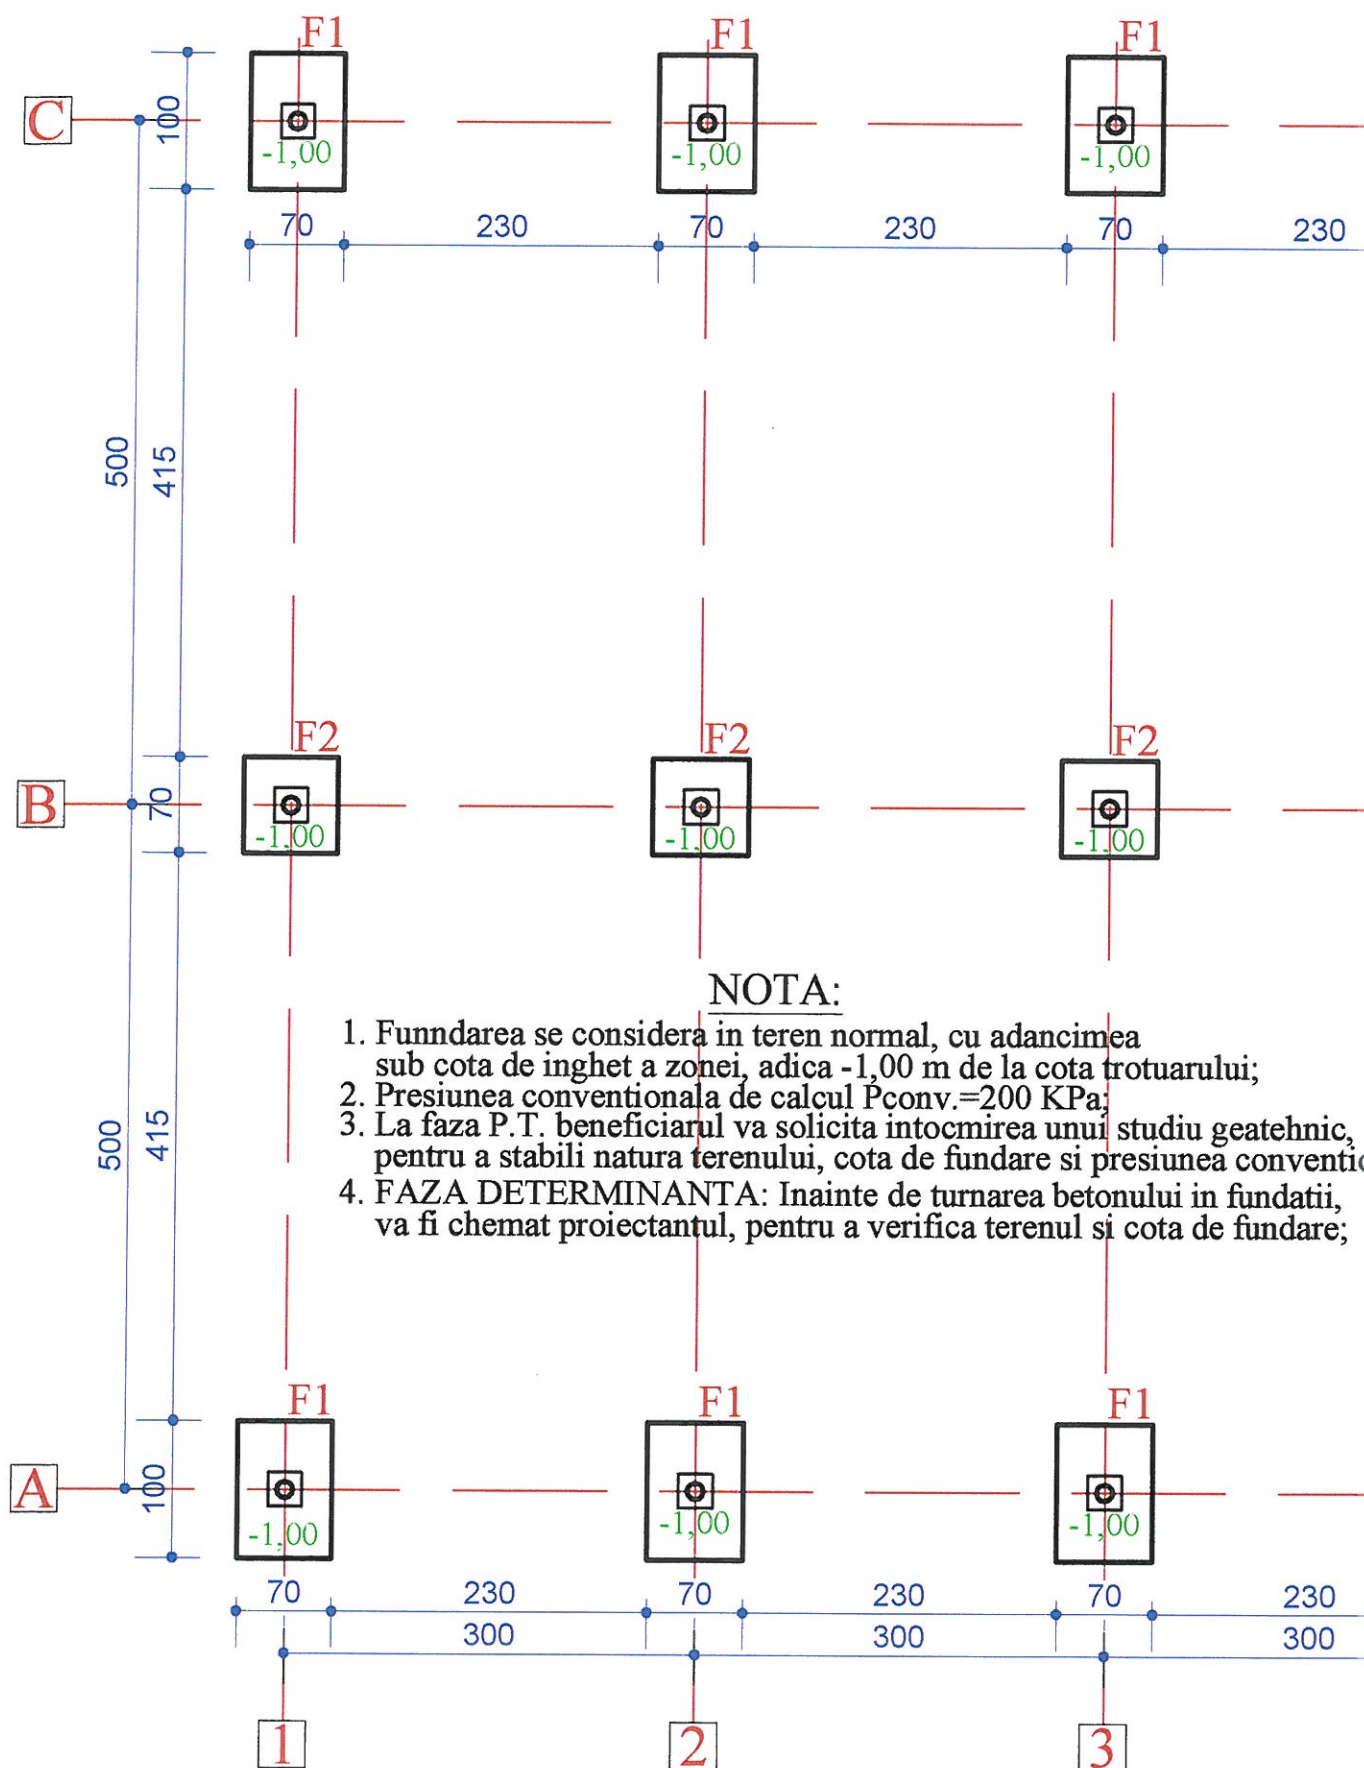 F1 F1 F1
C 100
-1,00 -1,00 -1,00
70 230 70 230 70 230
500 415
F2 F2 F2
B 70
-1,00 -1,00 -1,00
NOTA:
1. Funndarea se considera in teren normal, cu adancimea
sub cota de inghet a zonei, adica -1,00 m de la cota trotuarului;
2. Presiunea conventionala de calcul Pconv.=200 KPa;
3. La faza P.T. beneficiarul va solicita intocmirea unui studiu geatehnic,
pentru a stabili natura terenului, cota de fundare si presiunea conventio
4. FAZA DETERMINANTA: Inainte de turnarea betonului in fundatii,
va fi chemat proiectantul, pentru a verifica terenul si cota de fundare;
500 415
F1 F1 F1
A 100
-1,00 -1,00 -1,00
70 230 70 230 70 230
300 300 300
1 2 3